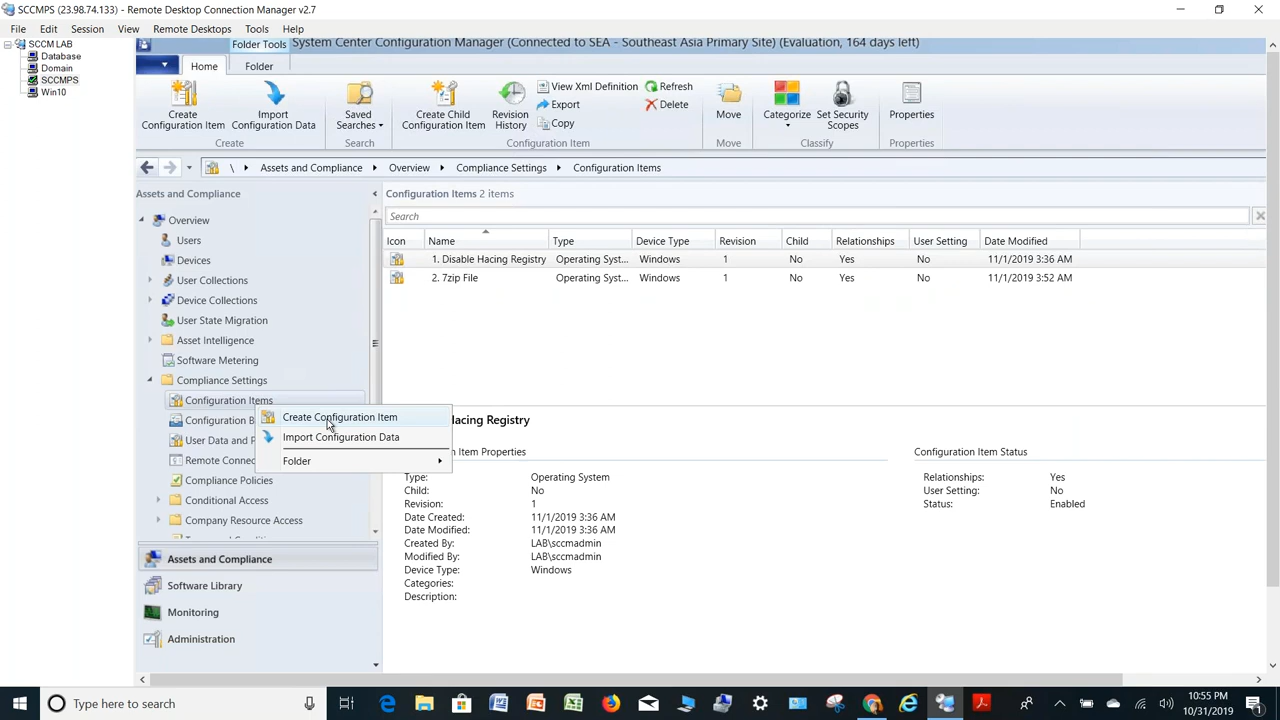 SCCMPS (23.98.74.133) - Remote Desktop Connection Manager v2.7
File Edit Session View Remote Desktops Tools Help
SCCM LAB
Database
Domain
SCCMPS
Win10
Folder Tools System Center Configuration Manager (Connected to SEA - Southeast Asia Primary Site) (Evaluation, 164 days left)
Home Folder
Create Configuration Item
Import Configuration Data
Create
Saved Searches
Search
Create Child Configuration Item
Revision History
View Xml Definition
Export
Copy
Refresh
Delete
Configuration Item
Move
Move
Categorize
Set Security Scopes
Classify
Properties
Properties
\ Assets and Compliance Overview Compliance Settings Configuration Items
Assets and Compliance
Overview
Users
Devices
User Collections
Device Collections
User State Migration
Asset Intelligence
Software Metering
Compliance Settings
Configuration Items
Configuration B
User Data and P
Remote Connec
Compliance Policies
Conditional Access
Company Resource Access
Create Configuration Item
Import Configuration Data
Folder
Assets and Compliance
Software Library
Monitoring
Administration
Configuration Items 2 items
Search
Icon Name Type Device Type Revision Child Relationships User Setting Date Modified
1. Disable Hacing Registry Operating Syst... Windows 1 No Yes No 11/1/2019 3:36 AM
2. 7zip File Operating Syst... Windows 1 No Yes No 11/1/2019 3:52 AM
Hacing Registry
Item Properties
Type: Operating System
Child: No
Revision: 1
Date Created: 11/1/2019 3:36 AM
Date Modified: 11/1/2019 3:36 AM
Created By: LAB\sccmadmin
Modified By: LAB\sccmadmin
Device Type: Windows
Categories:
Description:
Configuration Item Status
Relationships: Yes
User Setting: No
Status: Enabled
Type here to search
10:55 PM
10/31/2019